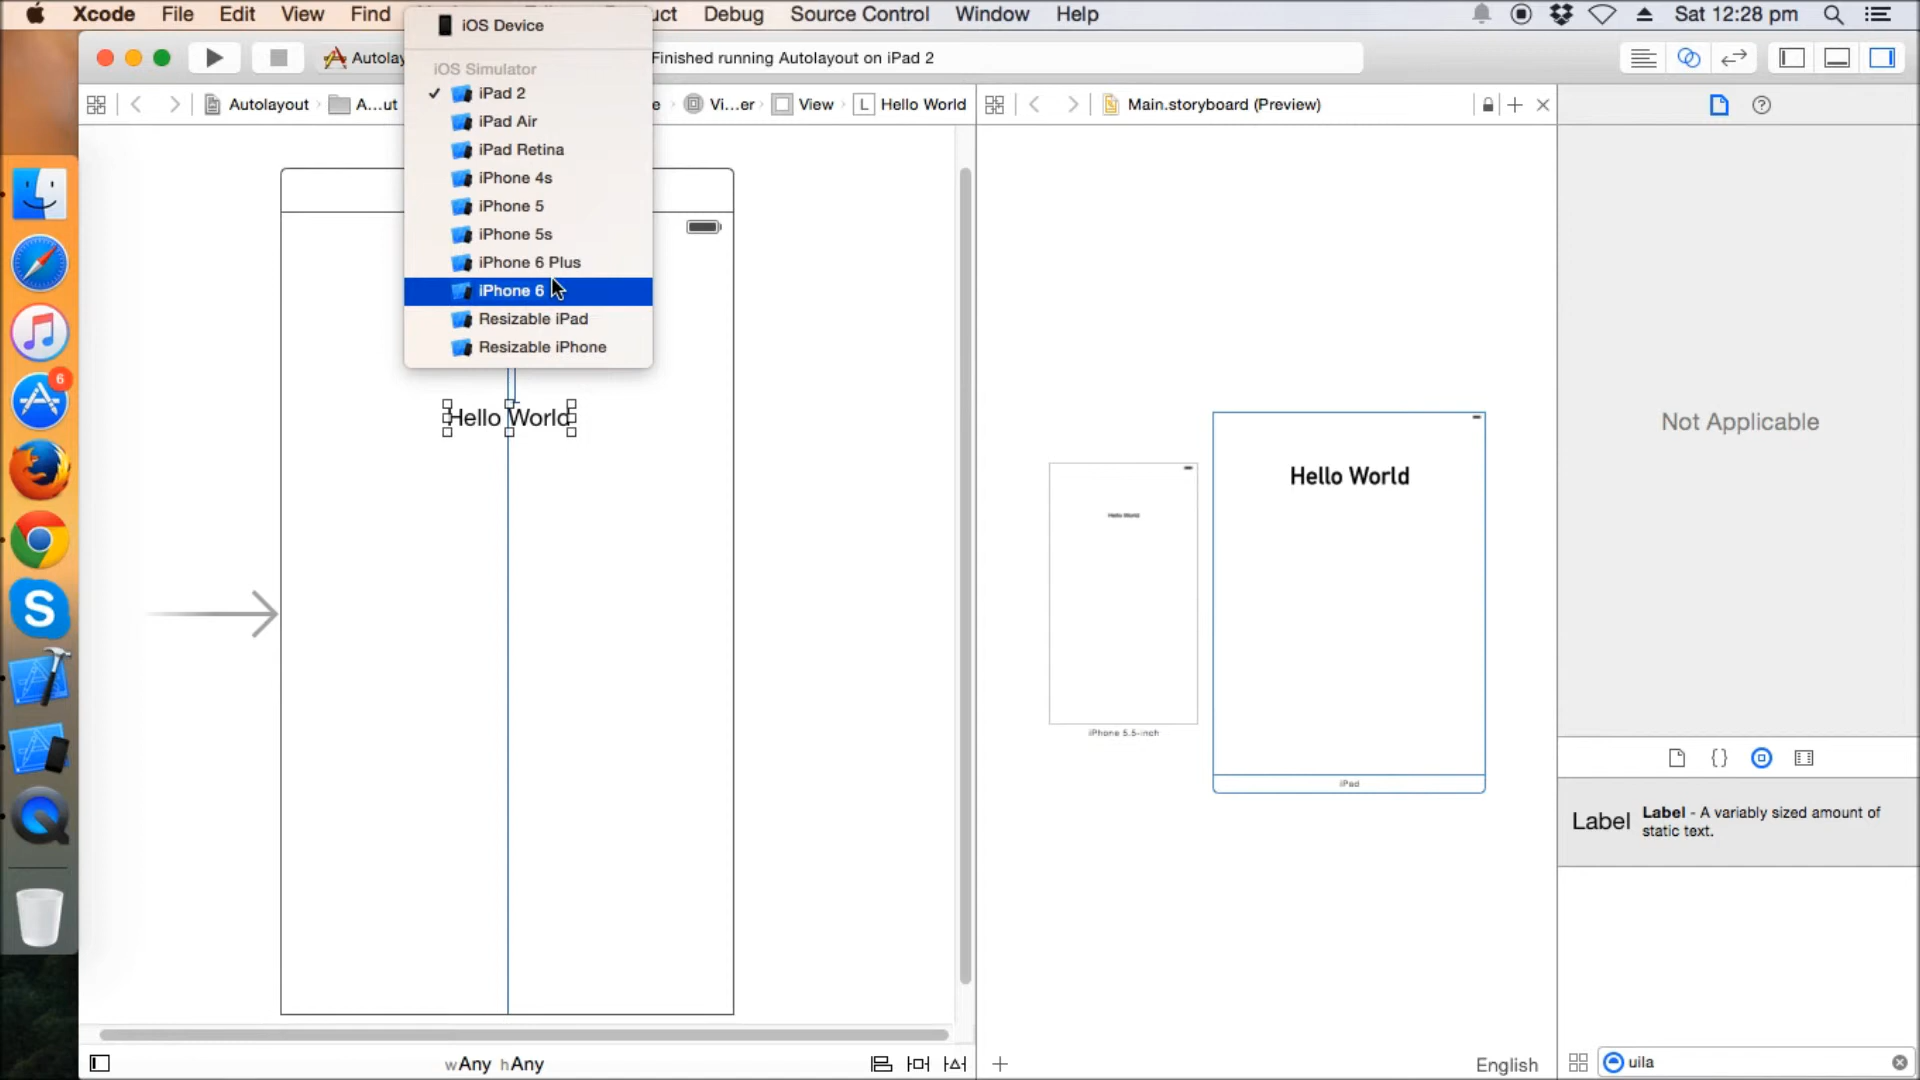 Xcode File Edit View Find uct Debug Source Control Window Help Sat 12:28 pm
iOS Device
Autolay Finished running Autolayout on iPad 2
iOS Simulator
iPad 2
iPad Air
iPad Retina
iPhone 4s
iPhone 5
iPhone 5s
iPhone 6 Plus
iPhone 6
Resizable iPad
Resizable iPhone
Autolayout A...ut e Vi...er View L Hello World
Main.storyboard (Preview)
Hello World
Hello World
iPhone 5.5-inch
Hello World
iPad
Not Applicable
6
Label Label - A variably sized amount of
static text.
wAny hAny
English
uila